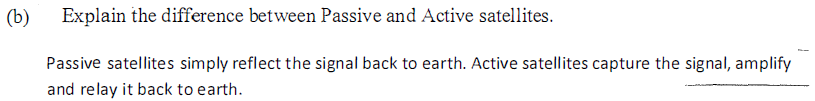 (b) Explain the difference between Passive and Active satellites.
Passive satellites simply reflect the signal back to earth. Active satellites capture the signal, amplify
and relay it back to earth.